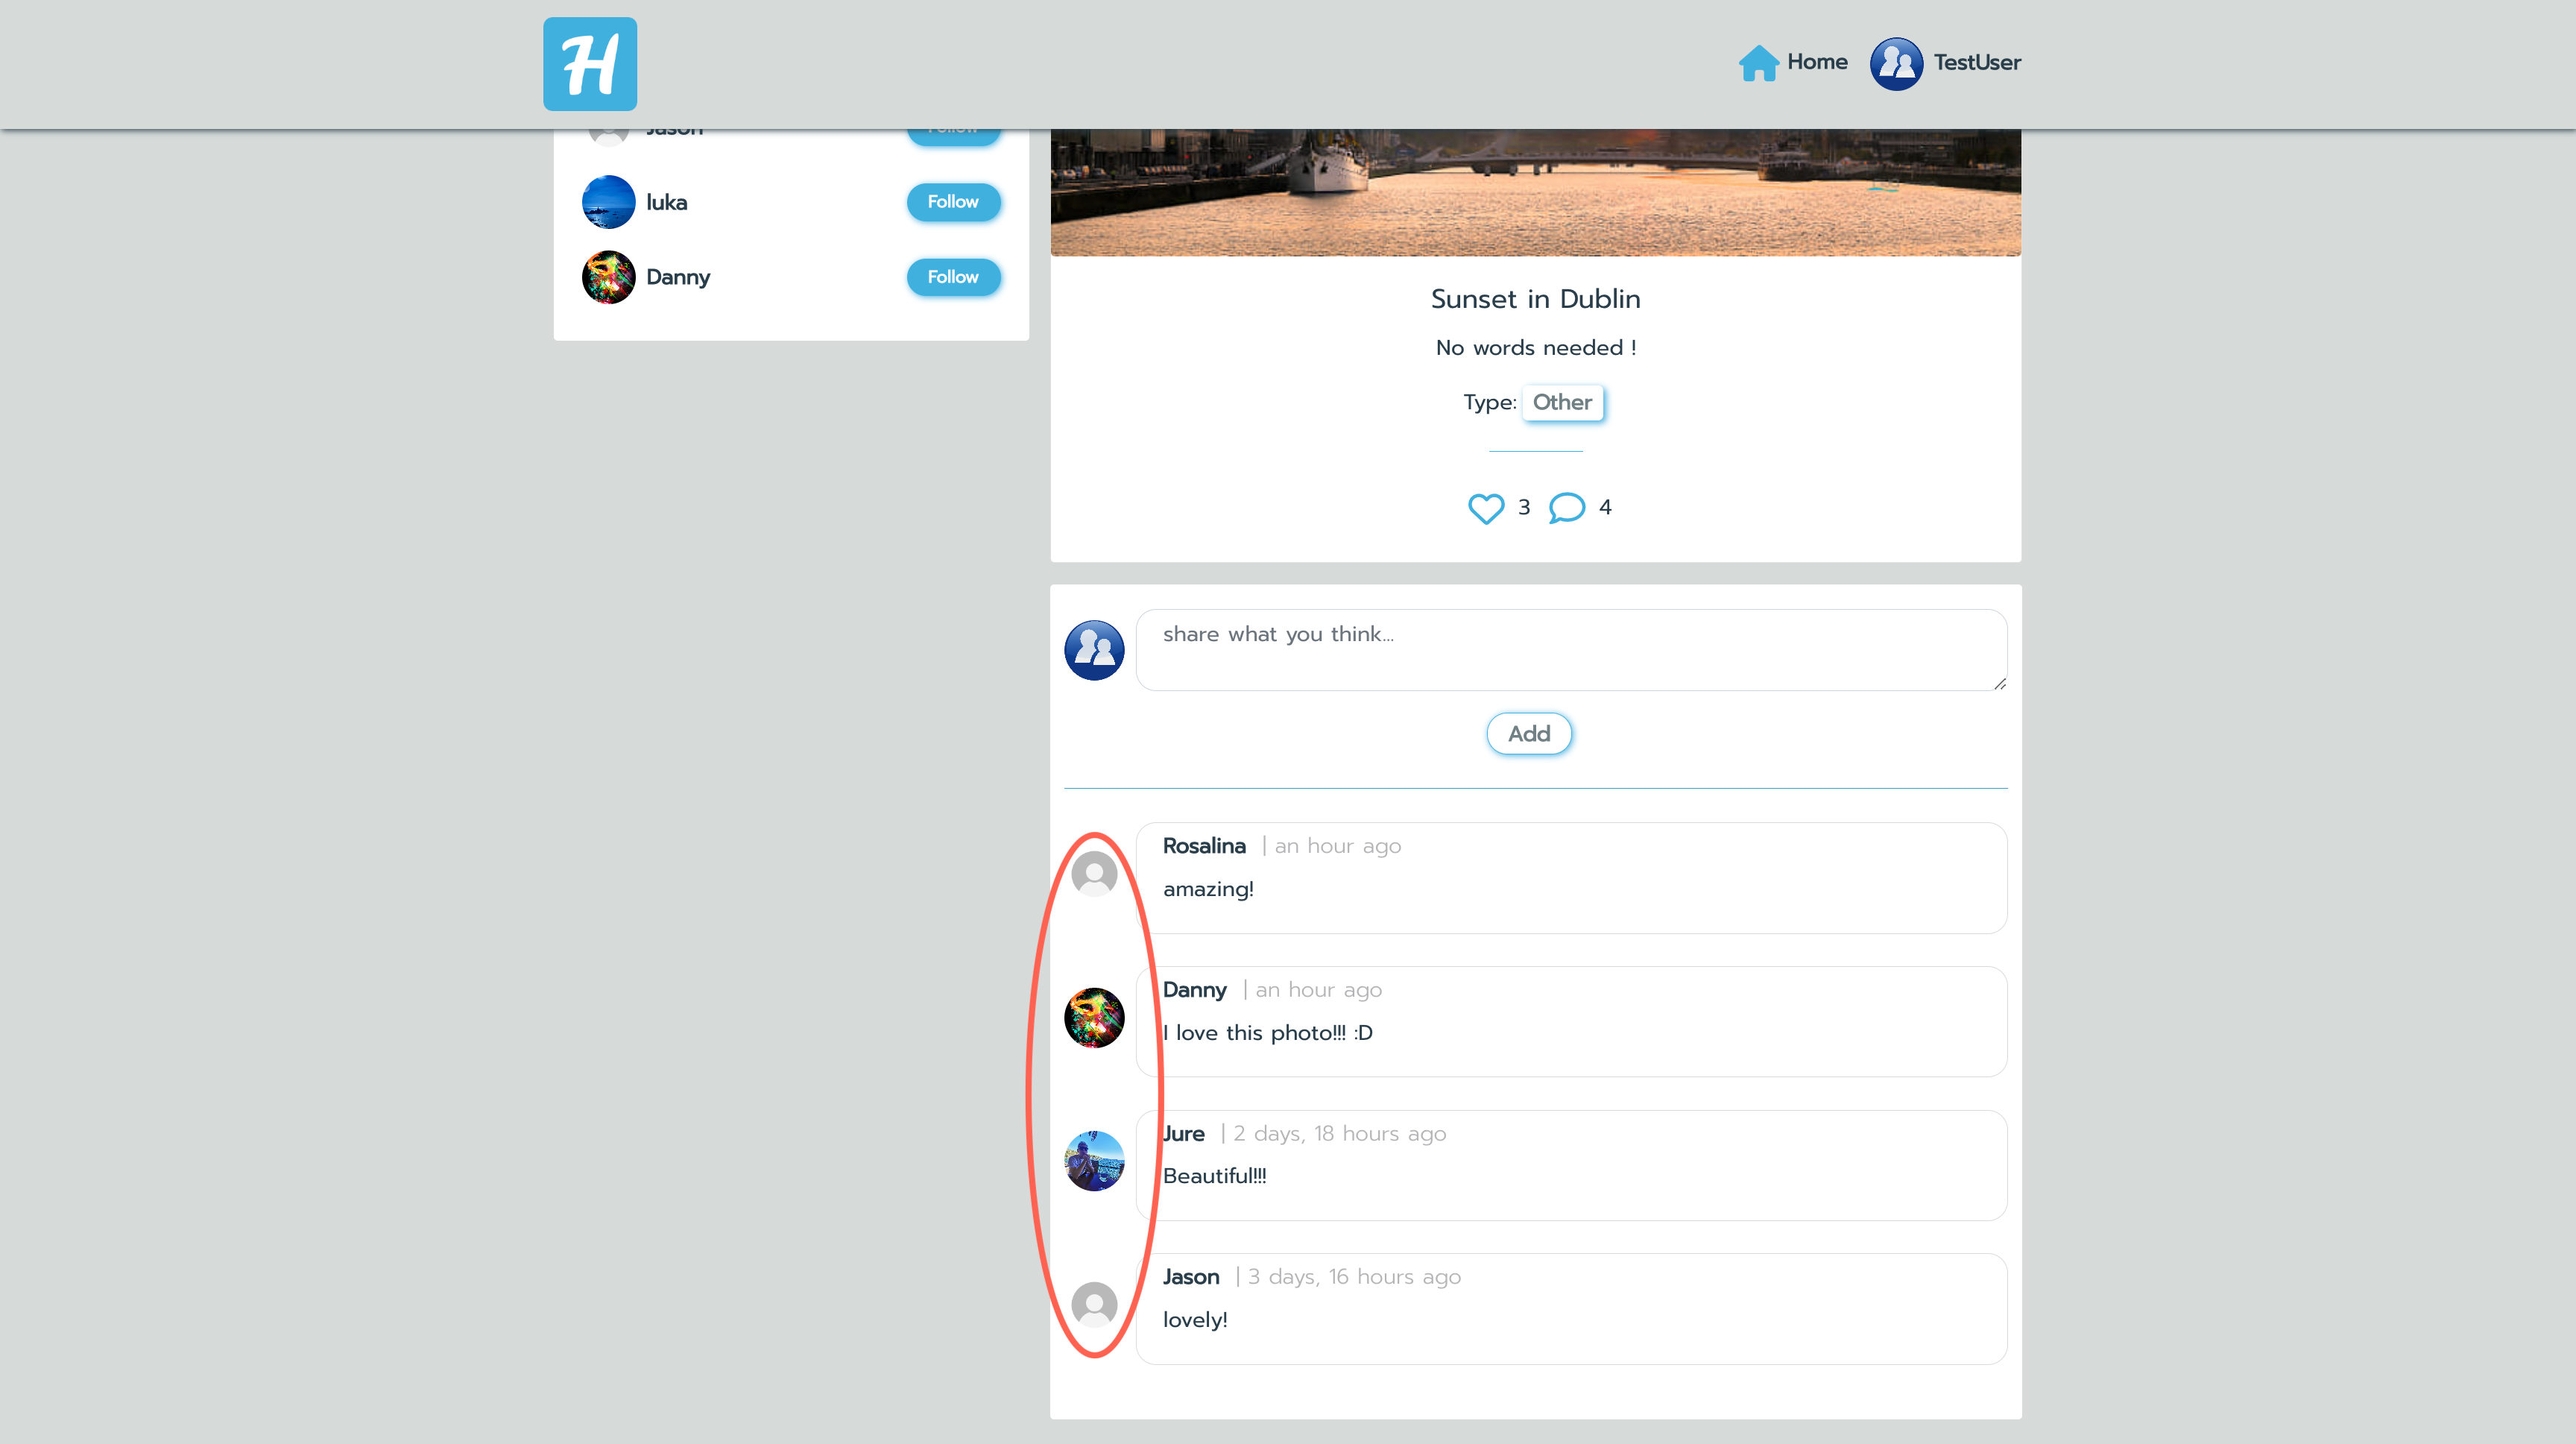 H
Home
TestUser
Jason
Follow
luka
Follow
Danny
Follow
Sunset in Dublin
No words needed !
Type: Other
3
4
share what you think...
Add
Rosalina | an hour ago
amazing!
Danny | an hour ago
I love this photo!!! :D
Jure | 2 days, 18 hours ago
Beautiful!!!
Jason | 3 days, 16 hours ago
lovely!